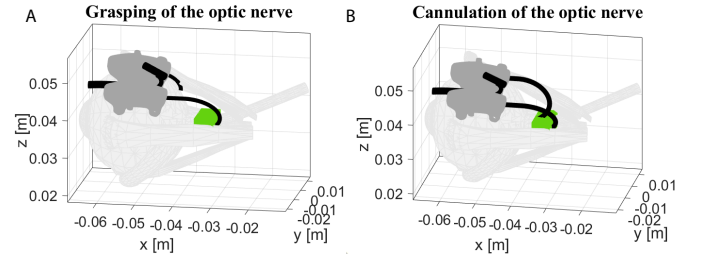 A Grasping of the optic nerve
z [m]
0.05
0.04
0.03
0.02
-0.06 -0.05 -0.04 -0.03 -0.02
x [m]
0.01
0
-0.01
-0.02
y [m]
B Cannulation of the optic nerve
z [m]
0.05
0.04
0.03
0.02
-0.06 -0.05 -0.04 -0.03 -0.02
x [m]
0.01
0
-0.01
-0.02
y [m]